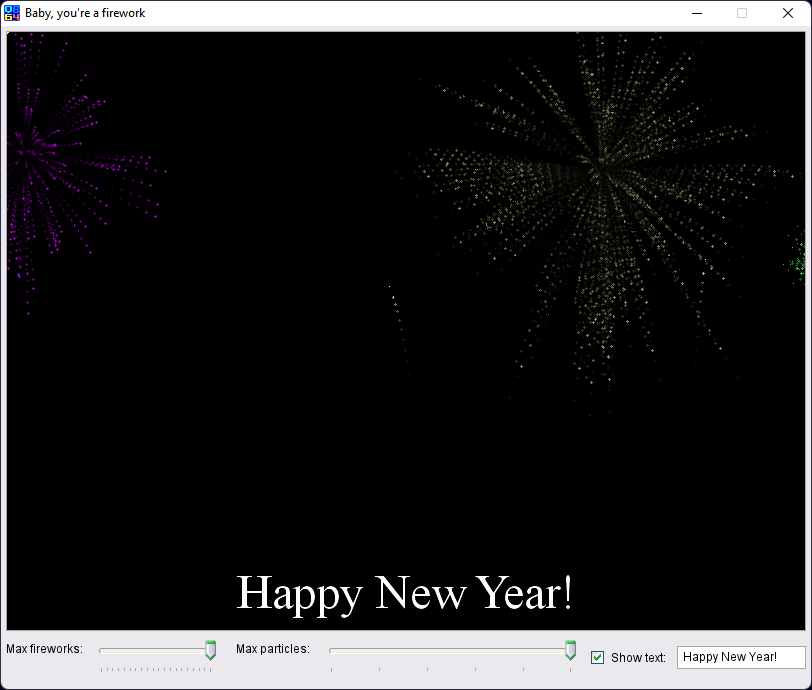 Baby, you're a firework
Happy New Year!
Max fireworks:
Max particles:
Show text:
Happy New Year!